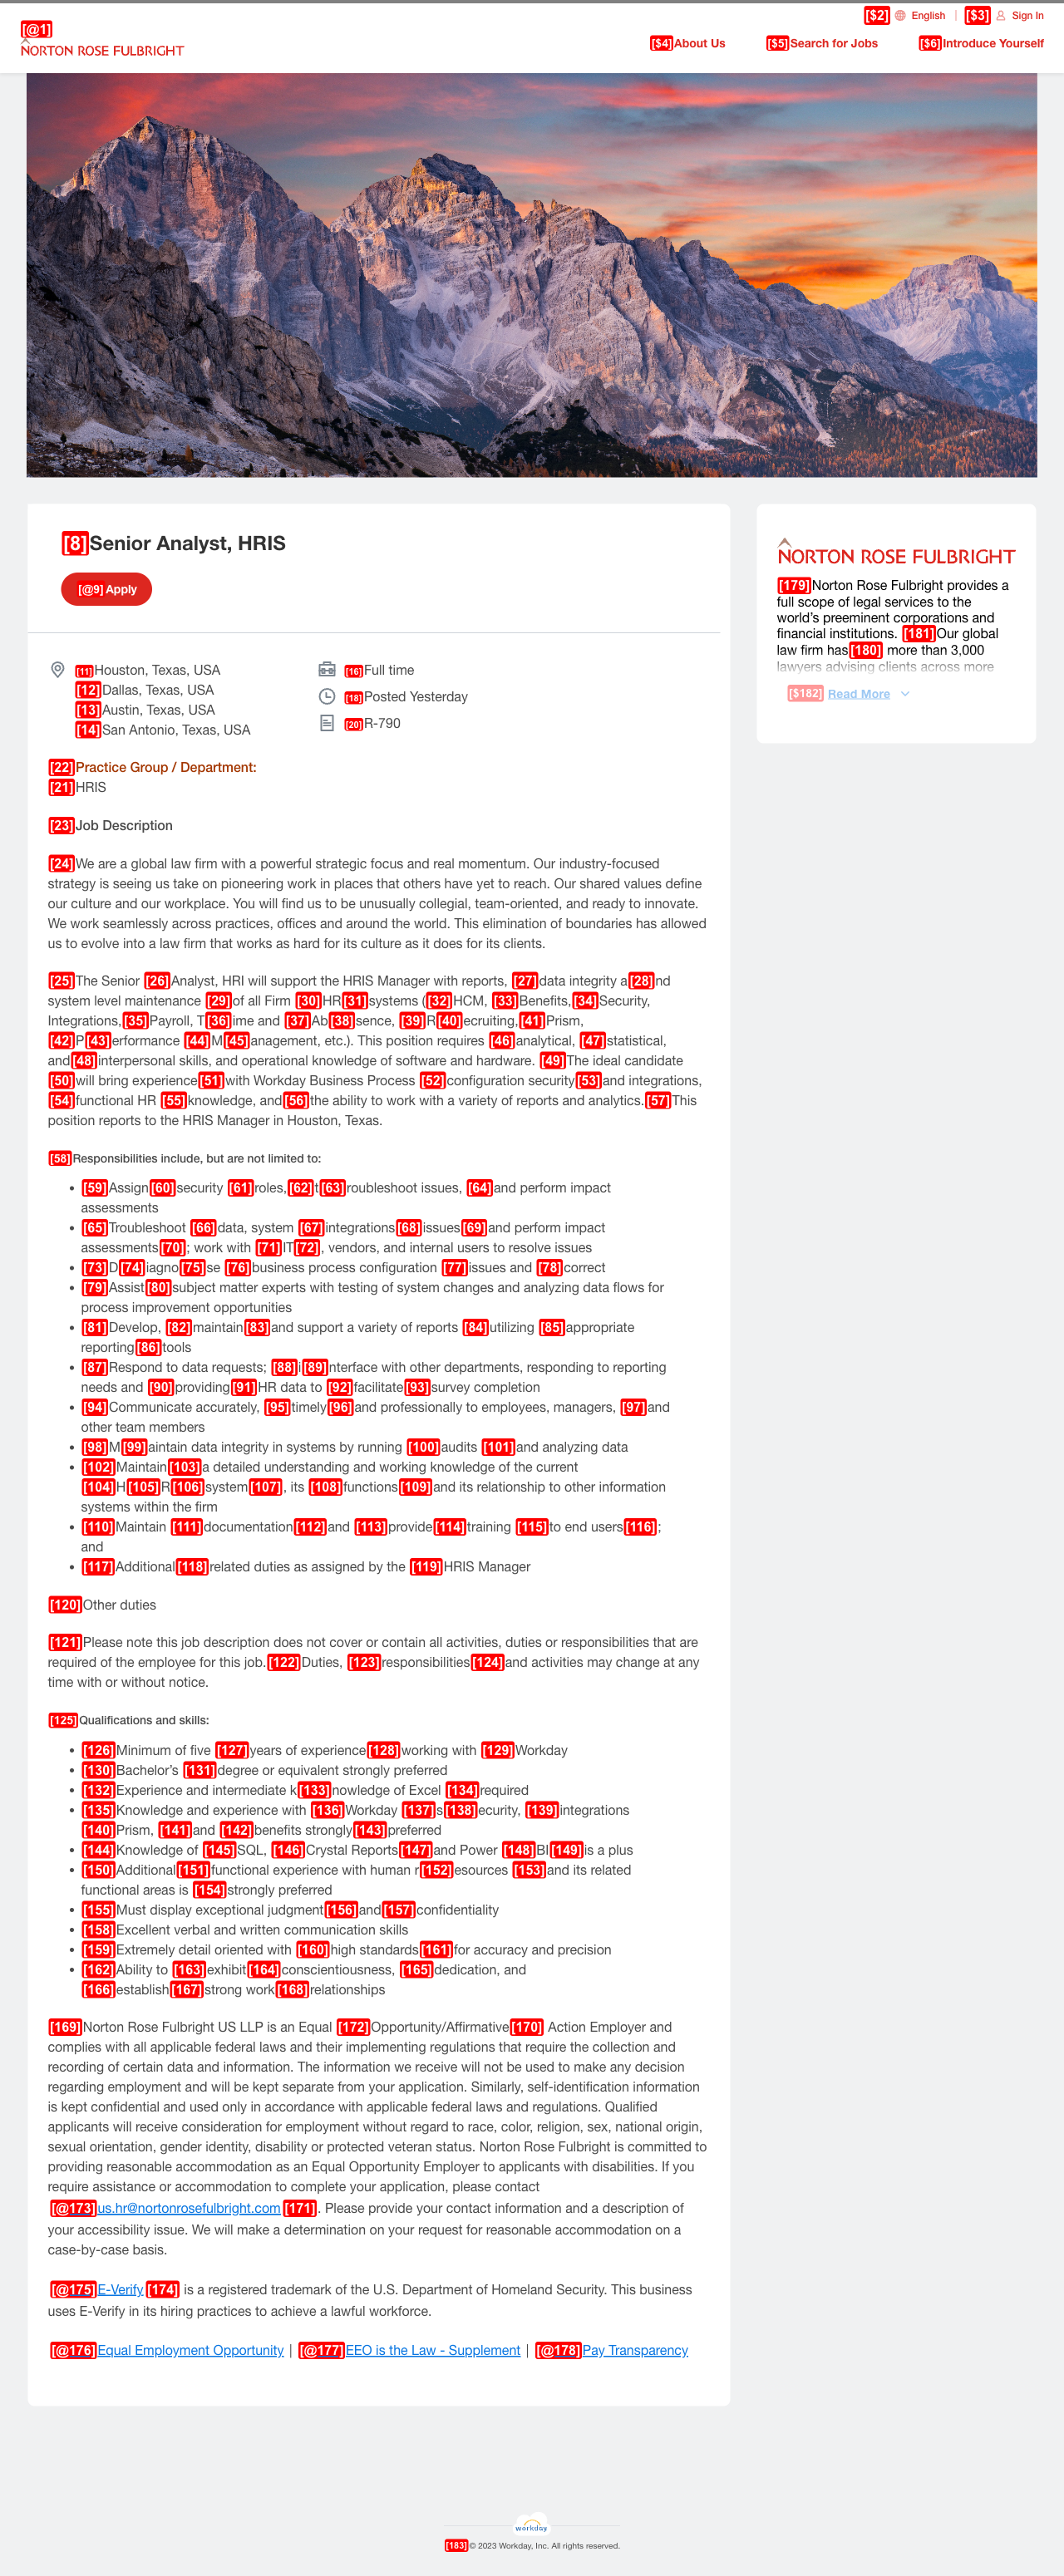 [@1]
NORTON ROSE FULBRIGHT
[$2] English | [$3] Sign In
[$4]About Us [$5]Search for Jobs [$6]Introduce Yourself
[8]Senior Analyst, HRIS
[@9] Apply
[11]Houston, Texas, USA
[12]Dallas, Texas, USA
[13]Austin, Texas, USA
[14]San Antonio, Texas, USA
[16]Full time
[18]Posted Yesterday
[20]R-790
[22]Practice Group / Department:
[21]HRIS
[23]Job Description
[24]We are a global law firm with a powerful strategic focus and real momentum. Our industry-focused
strategy is seeing us take on pioneering work in places that others have yet to reach. Our shared values define
our culture and our workplace. You will find us to be unusually collegial, team-oriented, and ready to innovate.
We work seamlessly across practices, offices and around the world. This elimination of boundaries has allowed
us to evolve into a law firm that works as hard for its culture as it does for its clients.
[25]The Senior [26]Analyst, HRI will support the HRIS Manager with reports, [27]data integrity a[28]nd
system level maintenance [29]of all Firm [30]HR[31]systems ([32]HCM, [33]Benefits,[34]Security,
Integrations,[35]Payroll, T[36]ime and [37]Ab[38]sence, [39]R[40]ecruiting,[41]Prism,
[42]P[43]erformance [44]M[45]anagement, etc.). This position requires [46]analytical, [47]statistical,
and[48]interpersonal skills, and operational knowledge of software and hardware. [49]The ideal candidate
[50]will bring experience[51]with Workday Business Process [52]configuration security[53]and integrations,
[54]functional HR [55]knowledge, and[56]the ability to work with a variety of reports and analytics.[57]This
position reports to the HRIS Manager in Houston, Texas.
[58]Responsibilities include, but are not limited to:
• [59]Assign[60]security [61]roles,[62]t[63]roubleshoot issues, [64]and perform impact
assessments
• [65]Troubleshoot [66]data, system [67]integrations[68]issues[69]and perform impact
assessments[70]; work with [71]IT[72], vendors, and internal users to resolve issues
• [73]D[74]iagno[75]se [76]business process configuration [77]issues and [78]correct
• [79]Assist[80]subject matter experts with testing of system changes and analyzing data flows for
process improvement opportunities
• [81]Develop, [82]maintain[83]and support a variety of reports [84]utilizing [85]appropriate
reporting[86]tools
• [87]Respond to data requests; [88]i[89]nterface with other departments, responding to reporting
needs and [90]providing[91]HR data to [92]facilitate[93]survey completion
• [94]Communicate accurately, [95]timely[96]and professionally to employees, managers, [97]and
other team members
• [98]M[99]aintain data integrity in systems by running [100]audits [101]and analyzing data
• [102]Maintain[103]a detailed understanding and working knowledge of the current
[104]H[105]R[106]system[107], its [108]functions[109]and its relationship to other information
systems within the firm
• [110]Maintain [111]documentation[112]and [113]provide[114]training [115]to end users[116];
and
• [117]Additional[118]related duties as assigned by the [119]HRIS Manager
[120]Other duties
[121]Please note this job description does not cover or contain all activities, duties or responsibilities that are
required of the employee for this job.[122]Duties, [123]responsibilities[124]and activities may change at any
time with or without notice.
[125]Qualifications and skills:
• [126]Minimum of five [127]years of experience[128]working with [129]Workday
• [130]Bachelor's [131]degree or equivalent strongly preferred
• [132]Experience and intermediate k[133]nowledge of Excel [134]required
• [135]Knowledge and experience with [136]Workday [137]s[138]ecurity, [139]integrations
[140]Prism, [141]and [142]benefits strongly[143]preferred
• [144]Knowledge of [145]SQL, [146]Crystal Reports[147]and Power [148]BI[149]is a plus
• [150]Additional[151]functional experience with human r[152]esources [153]and its related
functional areas is [154]strongly preferred
• [155]Must display exceptional judgment[156]and[157]confidentiality
• [158]Excellent verbal and written communication skills
• [159]Extremely detail oriented with [160]high standards[161]for accuracy and precision
• [162]Ability to [163]exhibit[164]conscientiousness, [165]dedication, and
[166]establish[167]strong work[168]relationships
[169]Norton Rose Fulbright US LLP is an Equal [172]Opportunity/Affirmative[170] Action Employer and
complies with all applicable federal laws and their implementing regulations that require the collection and
recording of certain data and information. The information we receive will not be used to make any decision
regarding employment and will be kept separate from your application. Similarly, self-identification information
is kept confidential and used only in accordance with applicable federal laws and regulations. Qualified
applicants will receive consideration for employment without regard to race, color, religion, sex, national origin,
sexual orientation, gender identity, disability or protected veteran status. Norton Rose Fulbright is committed to
providing reasonable accommodation as an Equal Opportunity Employer to applicants with disabilities. If you
require assistance or accommodation to complete your application, please contact
[@173]us.hr@nortonrosefulbright.com[171]. Please provide your contact information and a description of
your accessibility issue. We will make a determination on your request for reasonable accommodation on a
case-by-case basis.
[@175]E-Verify[174] is a registered trademark of the U.S. Department of Homeland Security. This business
uses E-Verify in its hiring practices to achieve a lawful workforce.
[@176]Equal Employment Opportunity | [@177]EEO is the Law - Supplement | [@178]Pay Transparency
NORTON ROSE FULBRIGHT
[179]Norton Rose Fulbright provides a
full scope of legal services to the
world's preeminent corporations and
financial institutions. [181]Our global
law firm has[180] more than 3,000
lawyers advising clients across more
[$182] Read More
workday.
[183]© 2023 Workday, Inc. All rights reserved.